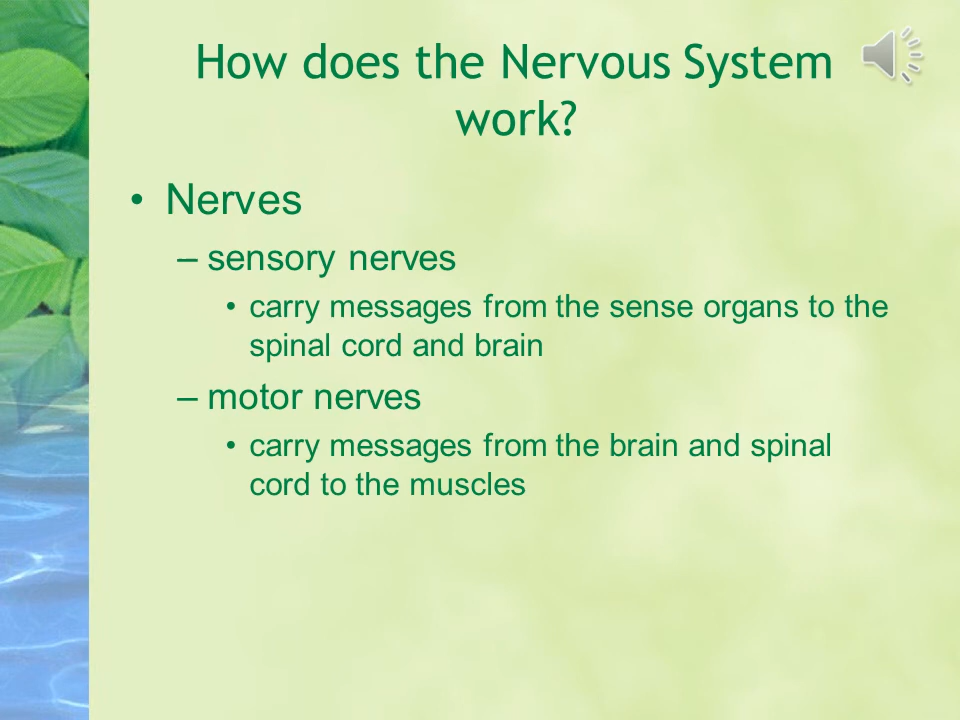 How does the Nervous System
work?
• Nerves
– sensory nerves
• carry messages from the sense organs to the
spinal cord and brain
– motor nerves
• carry messages from the brain and spinal
cord to the muscles